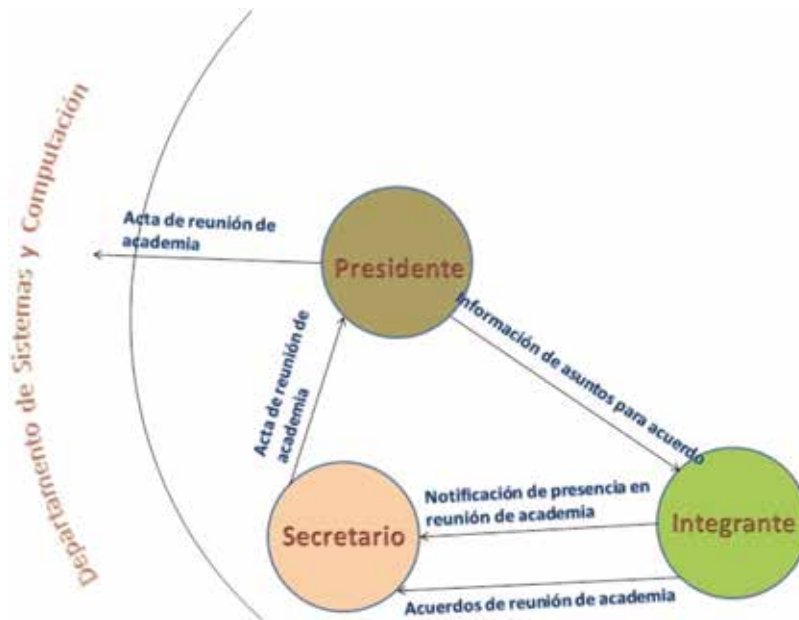 Departamento de Sistemas y Computación
Acta de reunión de
academia
Presidente
Información de asuntos para acuerdo
Acta de reunión de
academia
Notificación de presencia en
reunión de academia
Secretario
Integrante
Acuerdos de reunión de academia